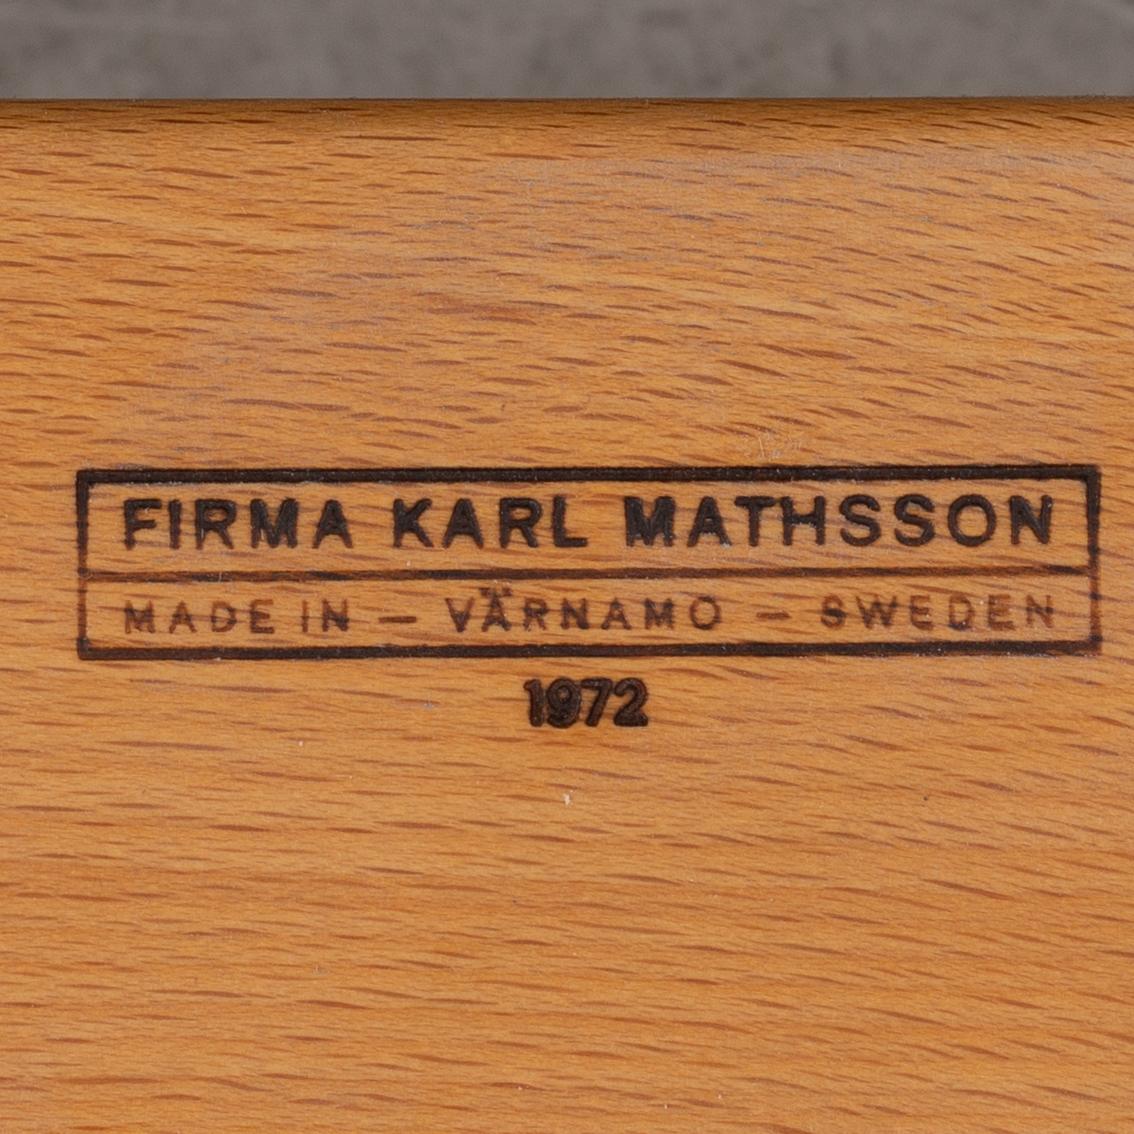 FIRMA KARL MATHSSON
MADE IN – VÄRNAMO – SWEDEN
1972